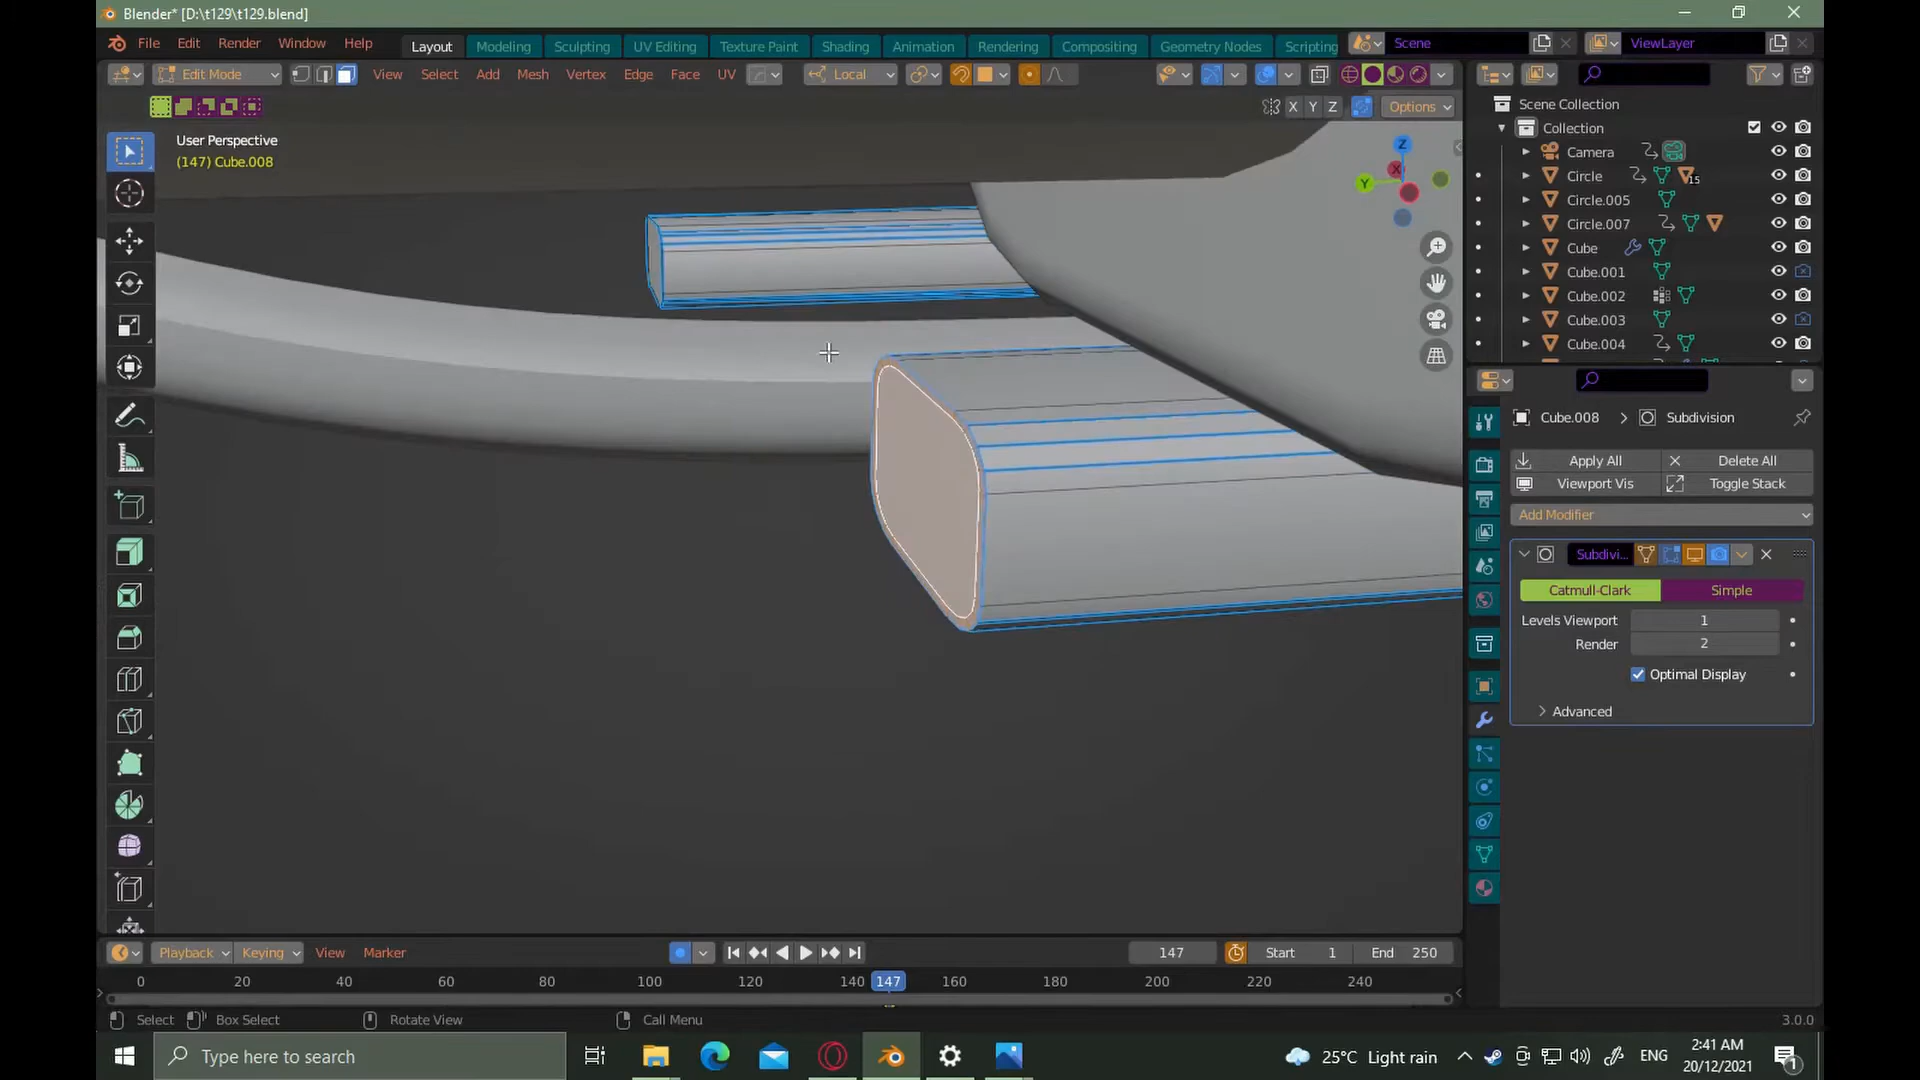 Blender* [D:\t129\t129.blend]
File Edit Render Window Help Layout Modeling Sculpting UV Editing Texture Paint Shading Animation Rendering Compositing Geometry Nodes Scripting Scene ViewLayer
Edit Mode View Select Add Mesh Vertex Edge Face UV Local
X Y Z Options
User Perspective
(147) Cube.008
Z
X
Y
Scene Collection
Collection
Camera
Circle 15
Circle.005
Circle.007
Cube
Cube.001
Cube.002
Cube.003
Cube.004
Cube.008 > Subdivision
Apply All Delete All
Viewport Vis Toggle Stack
Add Modifier
Subdivi...
Catmull-Clark Simple
Levels Viewport 1
Render 2
Optimal Display
Advanced
Playback Keying View Marker 147 Start 1 End 250
0 20 40 60 80 100 120 140 147 160 180 200 220 240
Select Box Select Rotate View Call Menu 3.0.0
Type here to search 25°C Light rain ENG 2:41 AM
20/12/2021
1